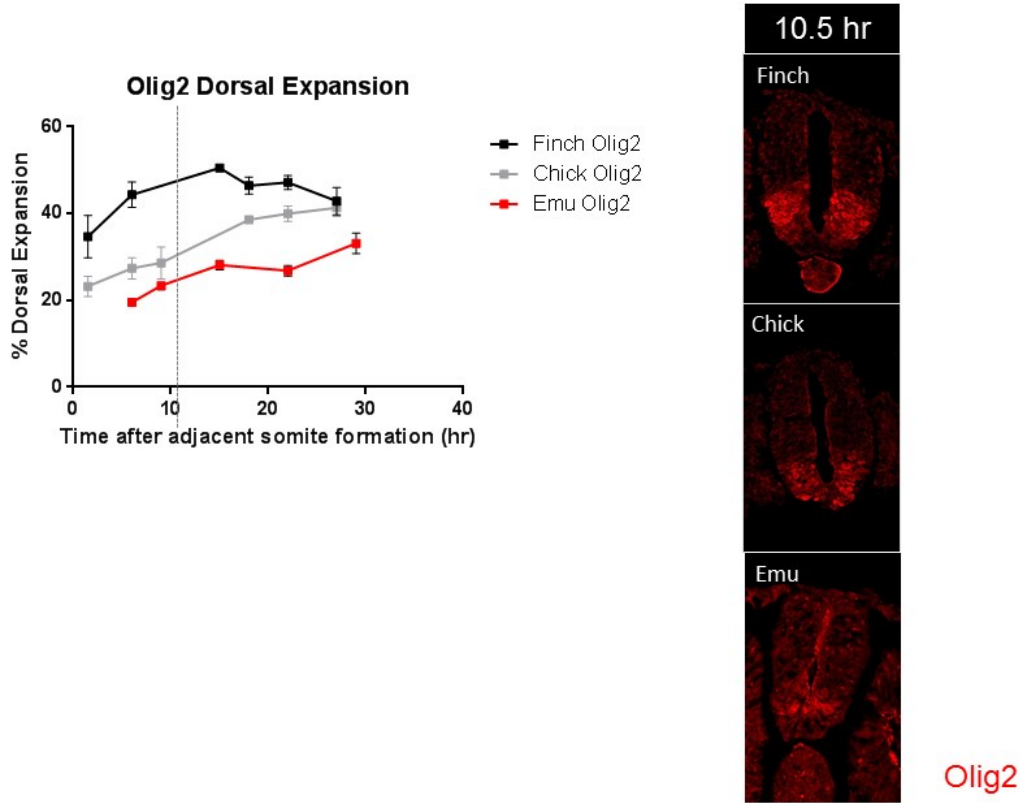 Olig2 Dorsal Expansion
60
40
20
0
% Dorsal Expansion
0 10 20 30 40
Time after adjacent somite formation (hr)
Finch Olig2
Chick Olig2
Emu Olig2
10.5 hr
Finch
Chick
Emu
Olig2